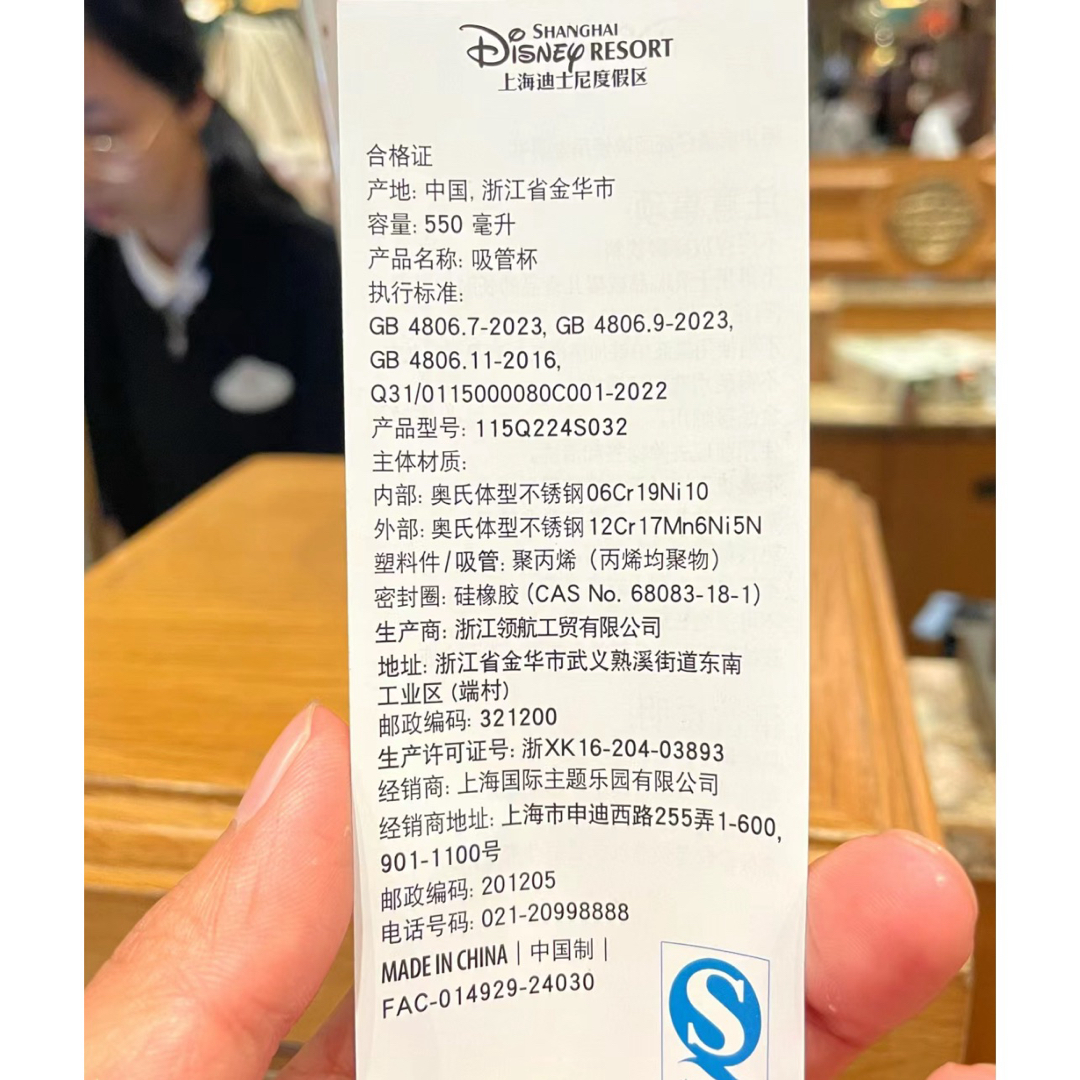 SHANGHAI
DISNEY RESORT
上海迪士尼度假区
合格证
产地: 中国, 浙江省金华市
容量: 550 毫升
产品名称: 吸管杯
执行标准:
GB 4806.7-2023, GB 4806.9-2023,
GB 4806.11-2016,
Q31/0115000080C001-2022
产品型号: 115Q224S032
主体材质:
内部: 奥氏体型不锈钢06Cr19Ni10
外部: 奥氏体型不锈钢12Cr17Mn6Ni5N
塑料件/吸管: 聚丙烯（丙烯均聚物）
密封圈: 硅橡胶 (CAS No. 68083-18-1)
生产商: 浙江领航工贸有限公司
地址: 浙江省金华市武义熟溪街道东南
工业区 (端村)
邮政编码: 321200
生产许可证号: 浙XK16-204-03893
经销商: 上海国际主题乐园有限公司
经销商地址: 上海市申迪西路255弄1-600,
901-1100号
邮政编码: 201205
电话号码: 021-20998888
MADE IN CHINA | 中国制 |
FAC-014929-24030